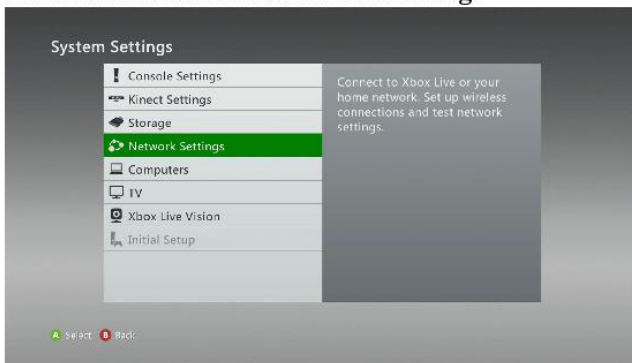 System Settings
Console Settings
Kinect Settings
Storage
Network Settings
Computers
TV
Xbox Live Vision
Initial Setup
Connect to Xbox Live or your
home network. Set up wireless
connections and test network
settings.
A Select B Back